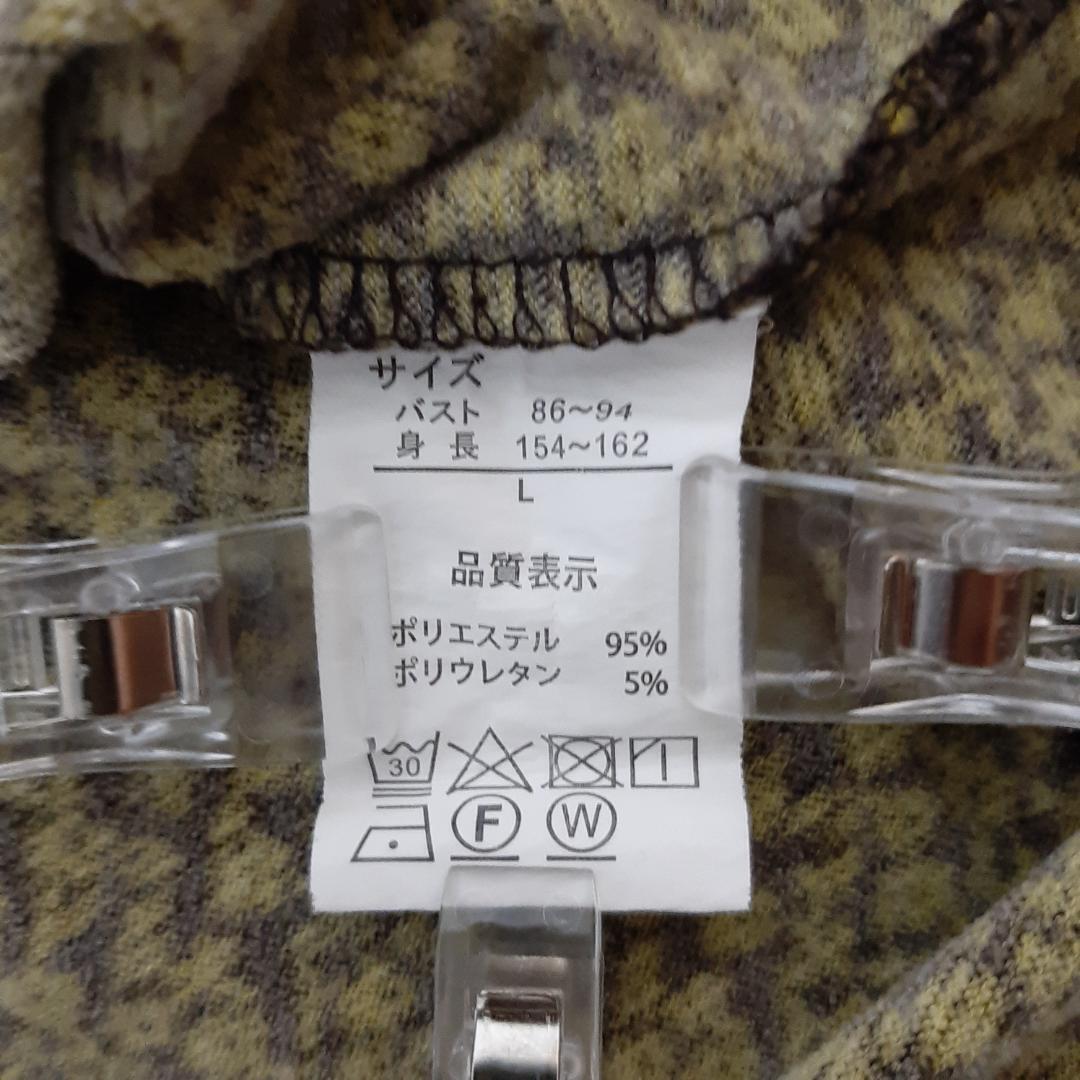 サイズ
バスト 86～94
身長 154～162
L
品質表示
ポリエステル 95%
ポリウレタン 5%
30
F W